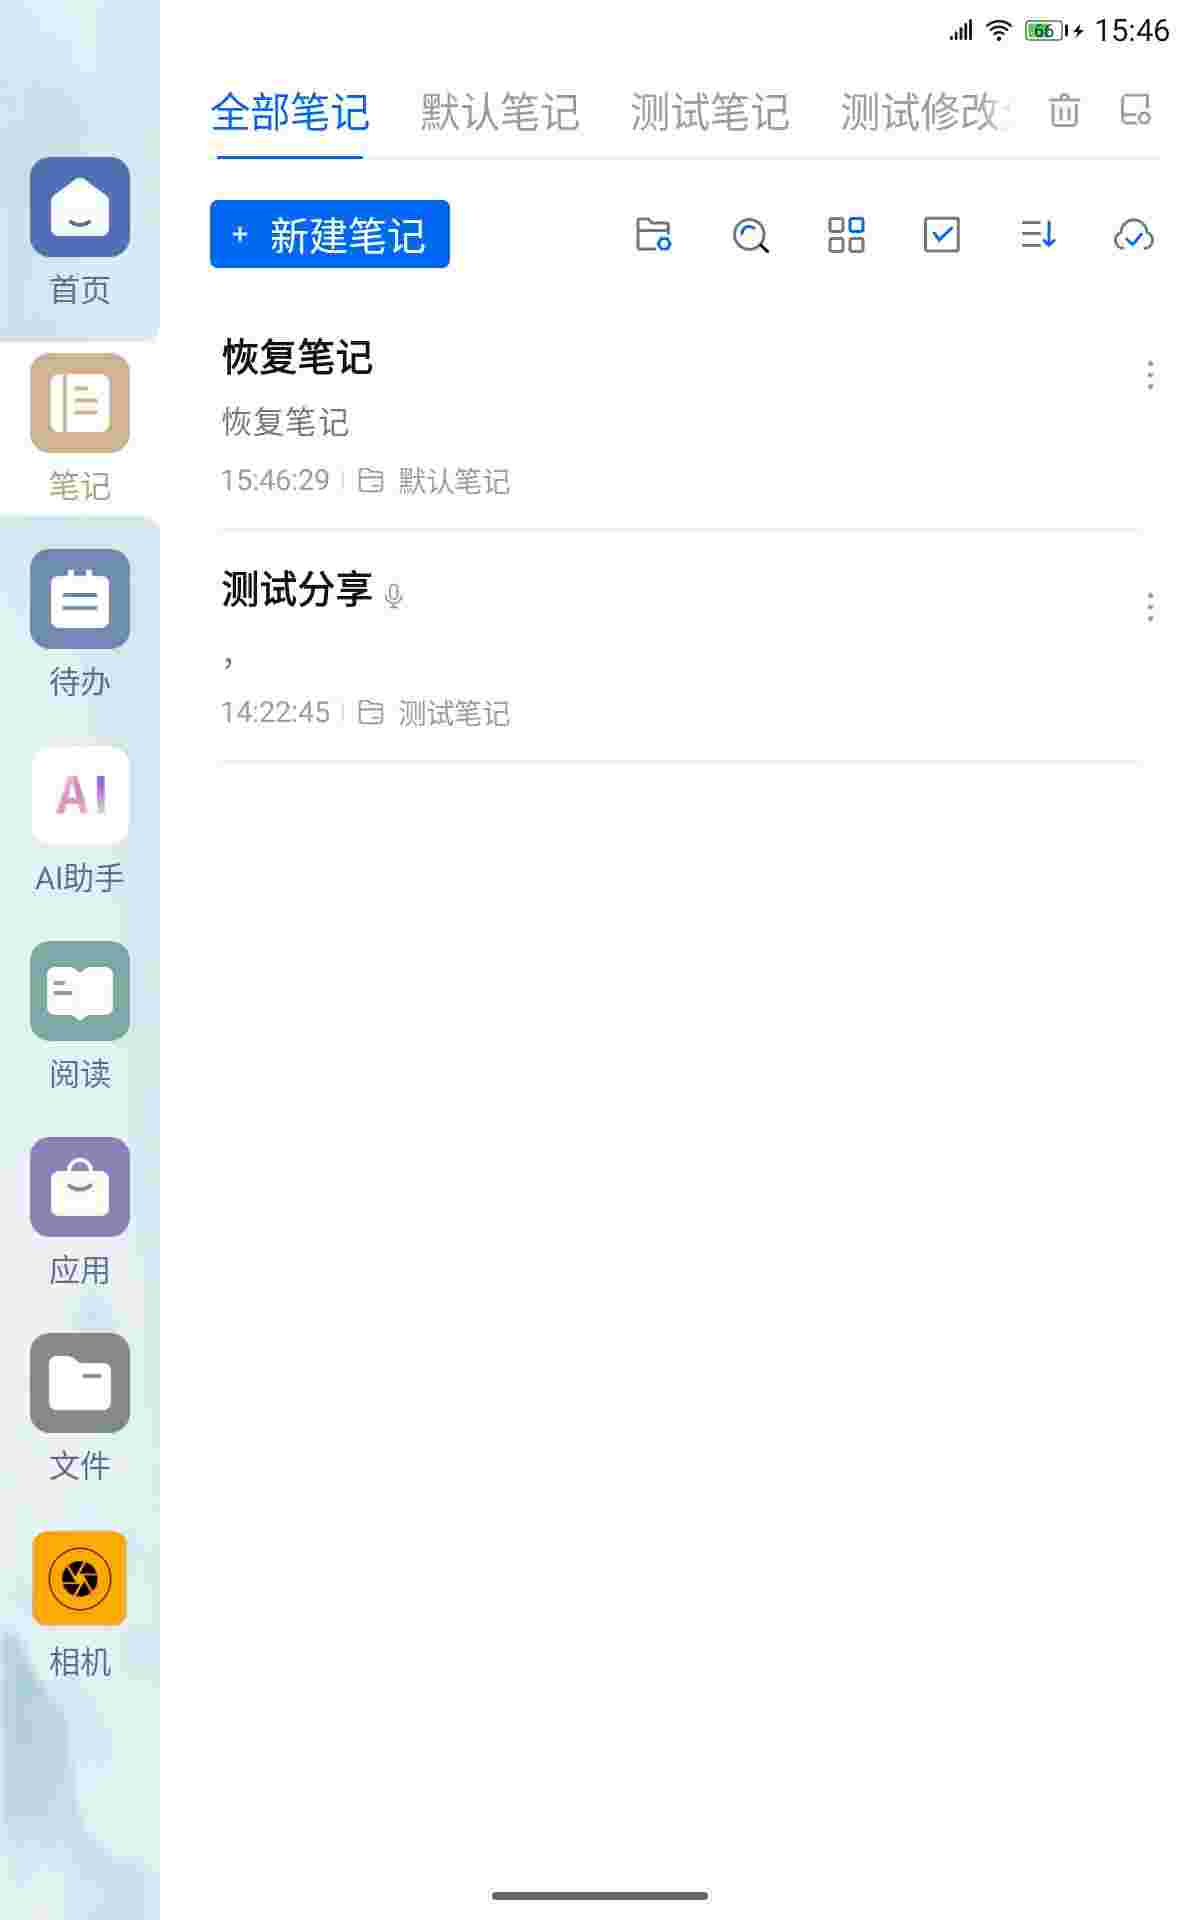 66 15:46
全部笔记 默认笔记 测试笔记 测试修改
+ 新建笔记
首页
笔记
待办
AI
AI助手
阅读
应用
文件
相机
恢复笔记
恢复笔记
15:46:29 默认笔记
测试分享
，
14:22:45 测试笔记